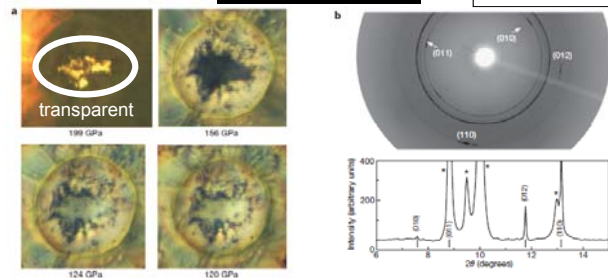 a
transparent
199 GPa
156 GPa
124 GPa
120 GPa
b
(010)
(011)
(012)
(110)
400
200
0
Intensity (arbitrary units)
* * * *
(010)
(011)
(012)
(110)
6 8 10 12 14
2θ (degrees)